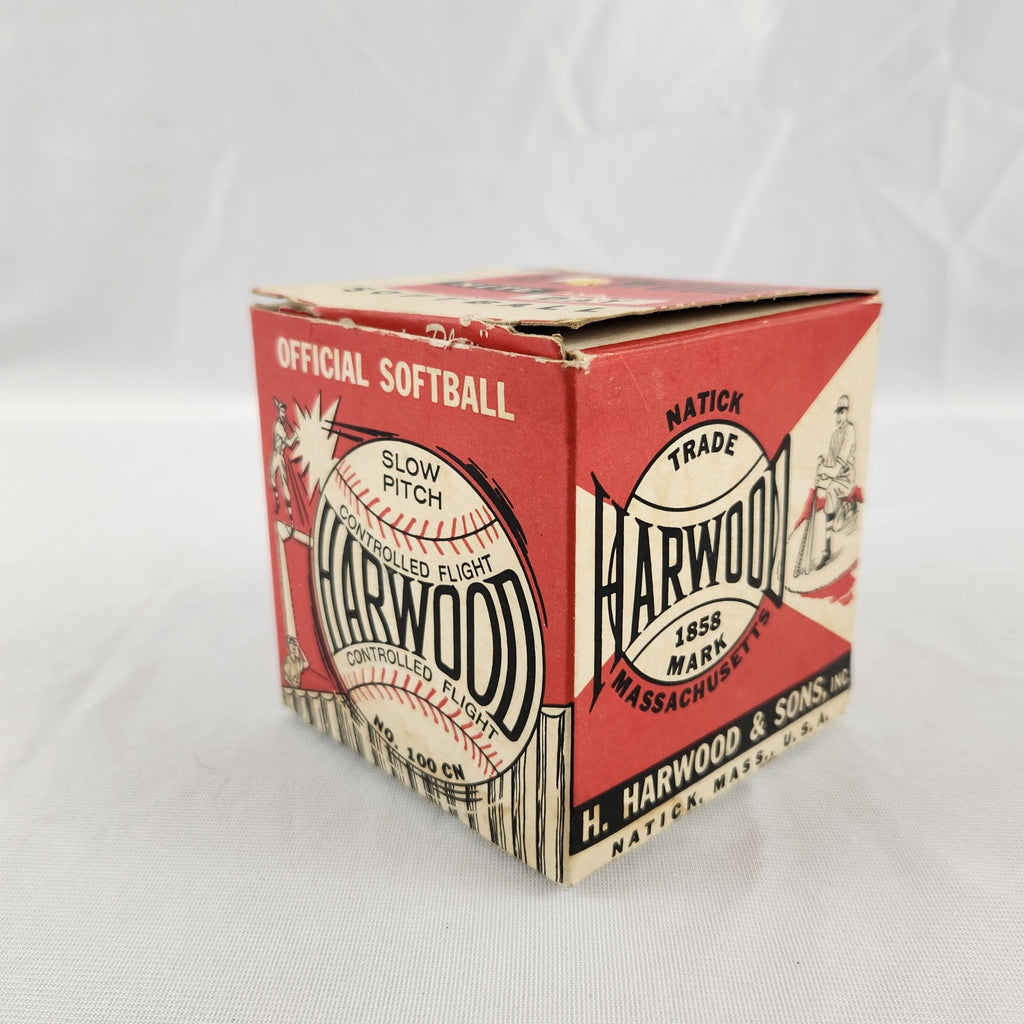 SOFTBALL
OFFICIAL SOFTBALL
SLOW
PITCH
CONTROLLED FLIGHT
HARWOOD
CONTROLLED FLIGHT
NO. 100 CN
NATICK
TRADE
HARWOOD
1858
MARK
MASSACHUSETTS
H. HARWOOD & SONS, INC.
NATICK, MASS., U.S.A.